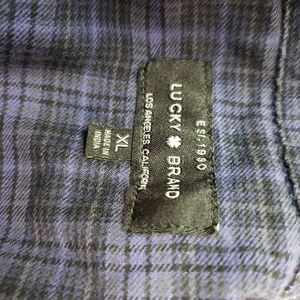 EST. 1990
LUCKY ☘ BRAND
LOS ANGELES, CALIFORNIA
XL
MADE IN
INDIA